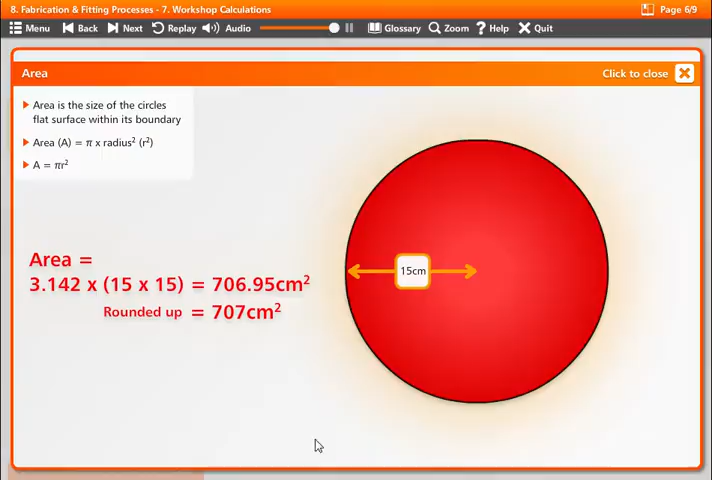 8. Fabrication & Fitting Processes - 7. Workshop Calculations
Page 6/9
Menu Back Next Replay Audio Glossary Zoom Help Quit
Area
Click to close
Area is the size of the circles
flat surface within its boundary
Area (A) = π x radius² (r²)
A = πr²
Area =
3.142 x (15 x 15) = 706.95cm²
Rounded up = 707cm²
15cm